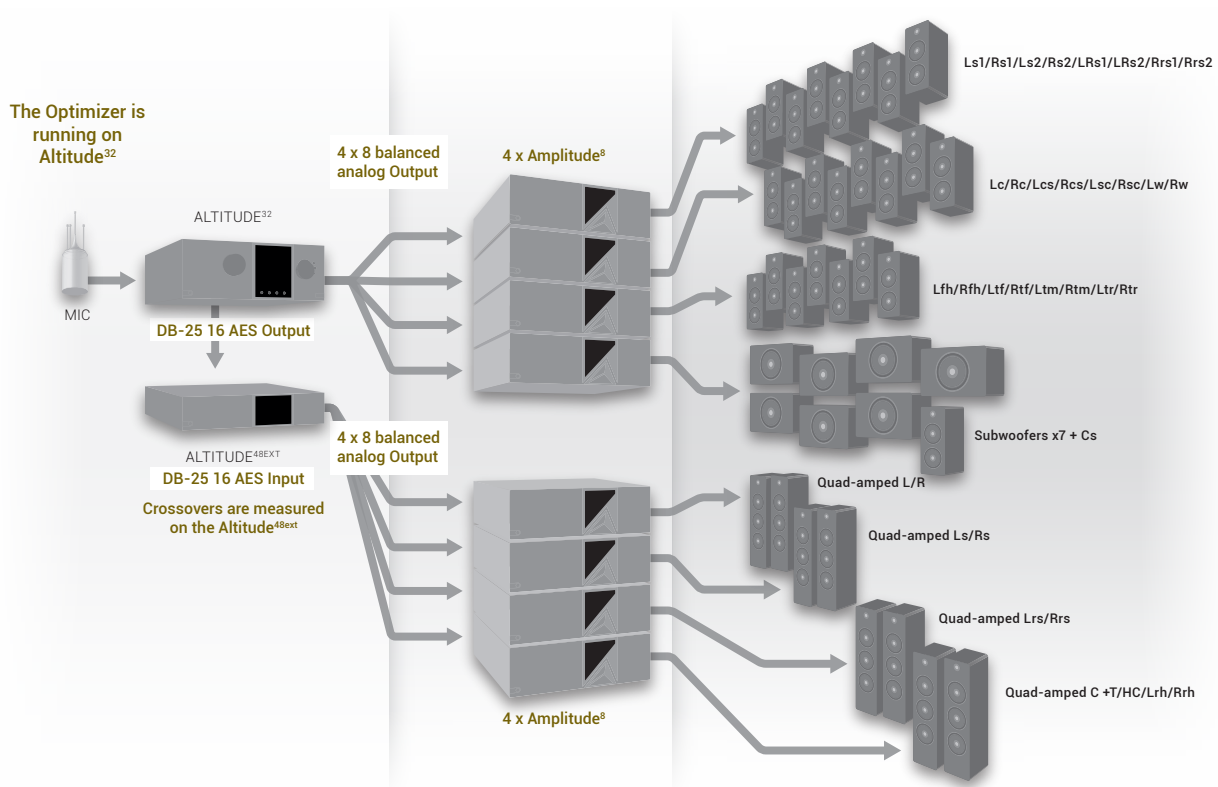 The Optimizer is
running on
Altitude³²
MIC
ALTITUDE³²
DB-25 16 AES Output
ALTITUDE⁴⁸ᴱˣᵀ
DB-25 16 AES Input
Crossovers are measured
on the Altitude⁴⁸ᵉˣᵗ
4 x 8 balanced
analog Output
4 x 8 balanced
analog Output
4 x Amplitude⁸
4 x Amplitude⁸
Ls1/Rs1/Ls2/Rs2/LRs1/LRs2/Rrs1/Rrs2
Lc/Rc/Lcs/Rcs/Lsc/Rsc/Lw/Rw
Lfh/Rfh/Ltf/Rtf/Ltm/Rtm/Ltr/Rtr
Subwoofers x7 + Cs
Quad-amped L/R
Quad-amped Ls/Rs
Quad-amped Lrs/Rrs
Quad-amped C +T/HC/Lrh/Rrh